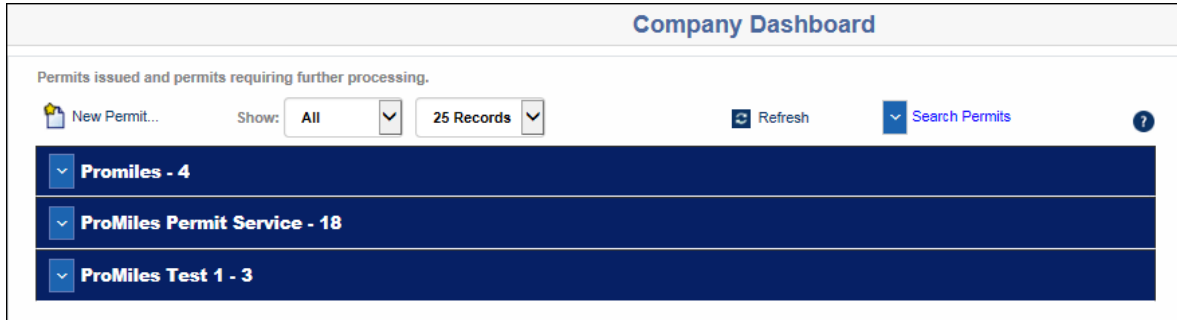 Company Dashboard
Permits issued and permits requiring further processing.
New Permit... Show: All 25 Records Refresh Search Permits ?
Promiles - 4
ProMiles Permit Service - 18
ProMiles Test 1 - 3